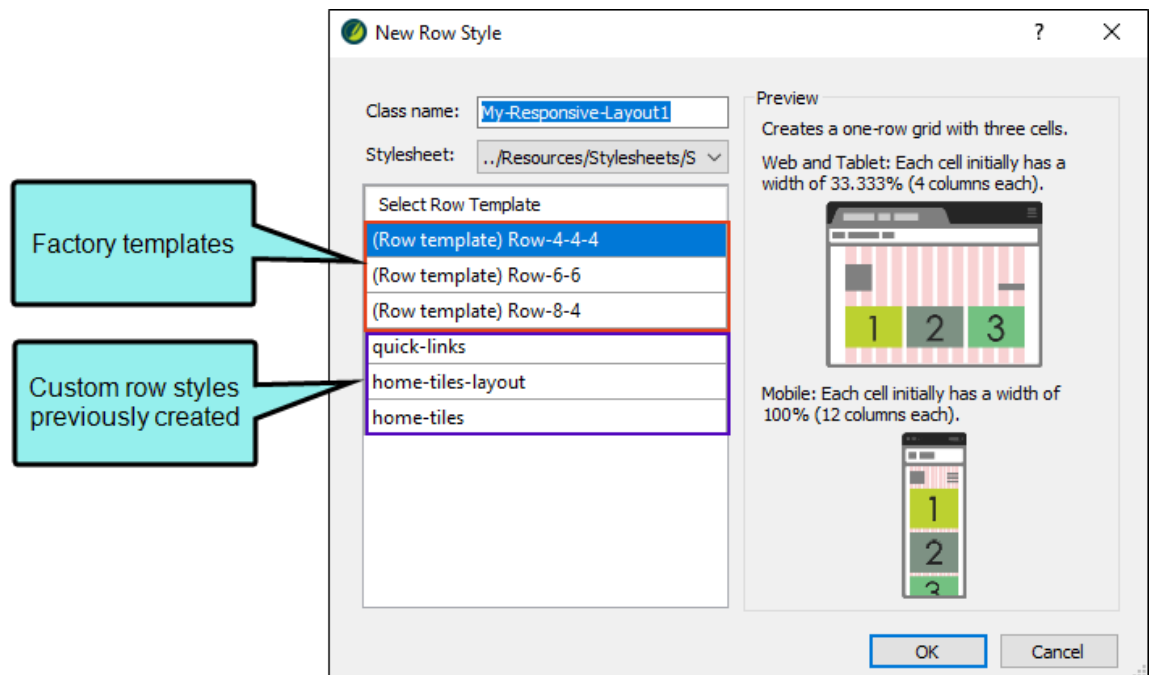 New Row Style
?
Class name:
My-Responsive-Layout1
Stylesheet:
../Resources/Stylesheets/S
Select Row Template
(Row template) Row-4-4-4
(Row template) Row-6-6
(Row template) Row-8-4
quick-links
home-tiles-layout
home-tiles
Factory templates
Custom row styles
previously created
Preview
Creates a one-row grid with three cells.
Web and Tablet: Each cell initially has a
width of 33.333% (4 columns each).
1 2 3
Mobile: Each cell initially has a width of
100% (12 columns each).
1
2
3
OK
Cancel